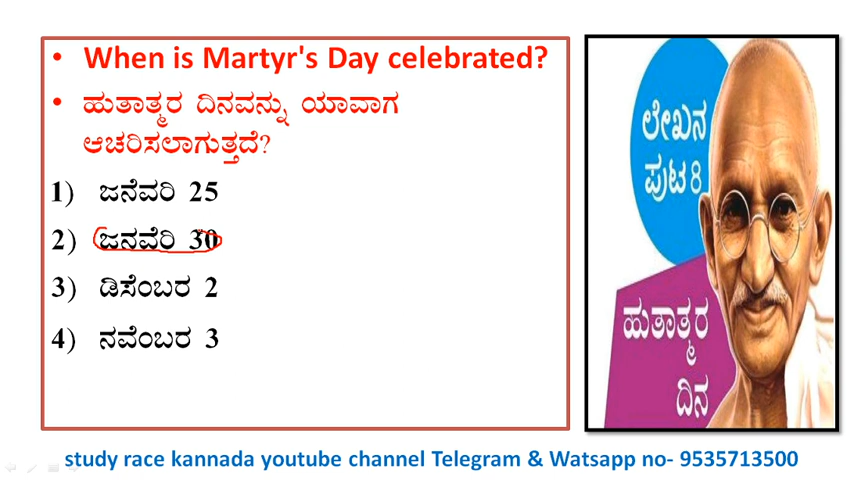 When is Martyr's Day celebrated?
ಹುತಾತ್ಮರ ದಿನವನ್ನು ಯಾವಾಗ
ಆಚರಿಸಲಾಗುತ್ತದೆ?
1) ಜನೆವರಿ 25
2) ಜನವೆರಿ 30
3) ಡಿಸೆಂಬರ 2
4) ನವೆಂಬರ 3
ಲೇಖನ
ಪುಟ 8
ಹುತಾತ್ಮರ
ದಿನ
study race kannada youtube channel Telegram & Watsapp no- 9535713500